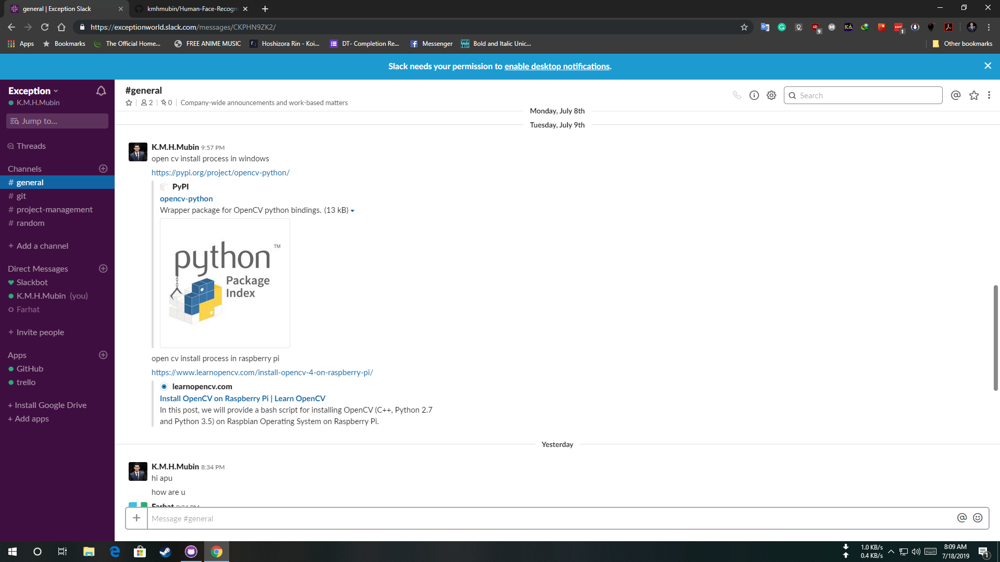 general | Exception Slack
kmhmubin/Human-Face-Recogn
https://exceptionworld.slack.com/messages/CKPHN9ZK2/
9
1
Apps
Bookmarks
The Official Home...
FREE ANIME MUSIC
Hoshizora Rin - Koi...
DT- Completion Re...
Messenger
Bold and Italic Unic...
Other bookmarks
Slack needs your permission to enable desktop notifications.
Exception
K.M.H.Mubin
Jump to...
Threads
Channels
# general
# git
# project-management
# random
+ Add a channel
Direct Messages
Slackbot
K.M.H.Mubin (you)
Farhat
+ Invite people
Apps
GitHub
trello
+ Install Google Drive
+ Add apps
#general
2 | 0 | Company-wide announcements and work-based matters
Search
Monday, July 8th
Tuesday, July 9th
K.M.H.Mubin 9:57 PM
open cv install process in windows
https://pypi.org/project/opencv-python/
PyPI
opencv-python
Wrapper package for OpenCV python bindings. (13 kB)
python ™
Package
Index
open cv install process in raspberry pi
https://www.learnopencv.com/install-opencv-4-on-raspberry-pi/
learnopencv.com
Install OpenCV on Raspberry Pi | Learn OpenCV
In this post, we will provide a bash script for installing OpenCV (C++, Python 2.7
and Python 3.5) on Raspbian Operating System on Raspberry Pi.
Yesterday
K.M.H.Mubin 8:34 PM
hi apu
how are u
Farhat 8:34 PM
Message #general
1.0 KB/s
0.4 KB/s
8:09 AM
7/18/2019
1